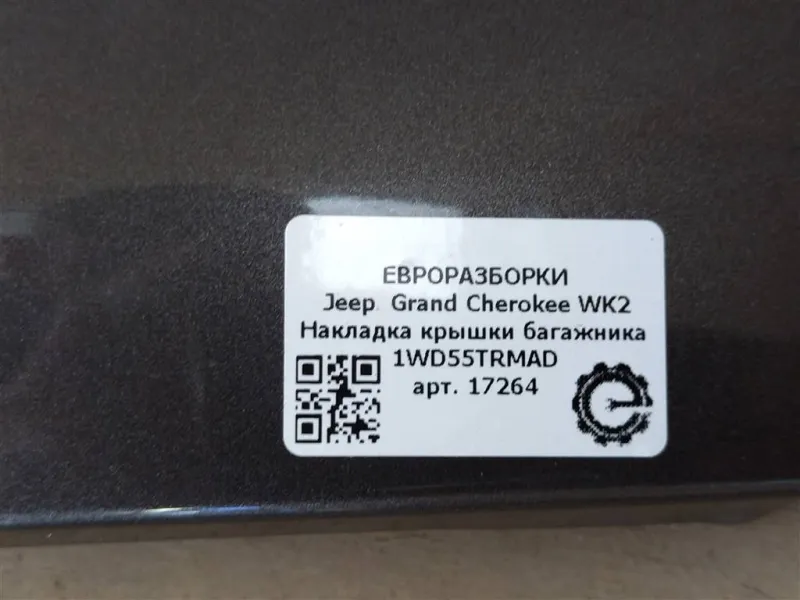 ЕВРОРАЗБОРКИ
Jeep Grand Cherokee WK2
Накладка крышки багажника
1WD55TRMAD
арт. 17264